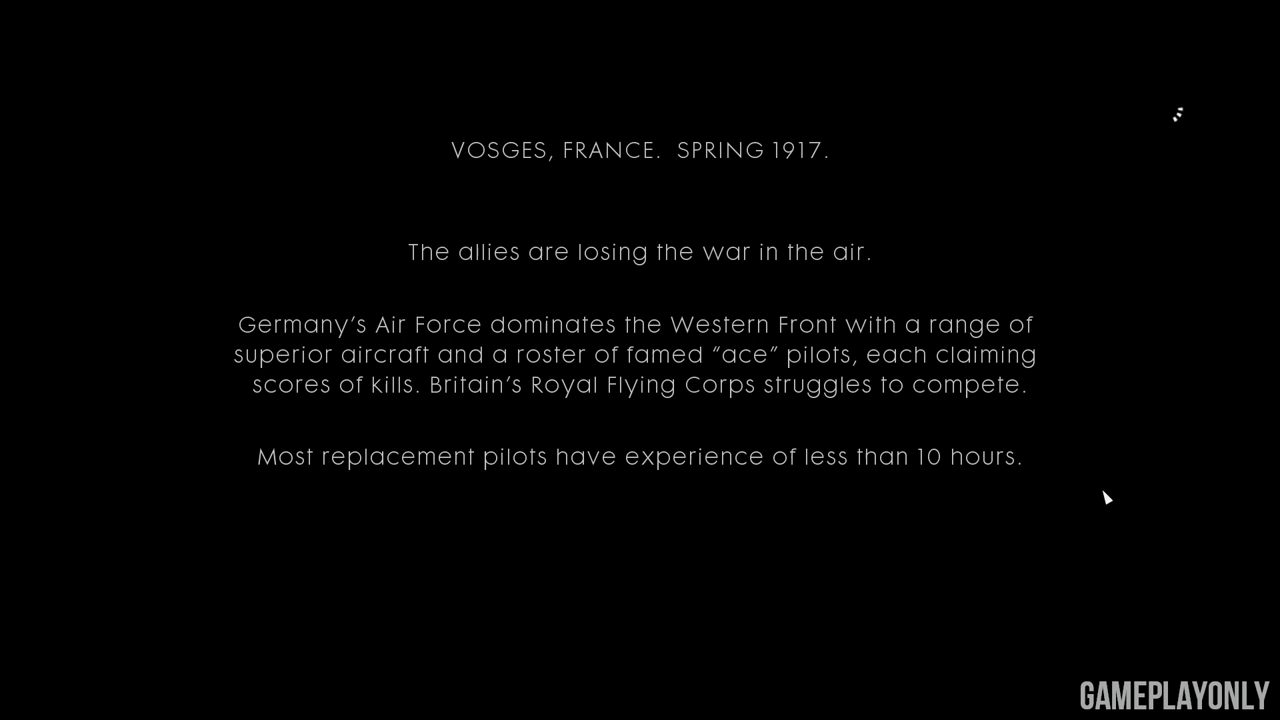 VOSGES, FRANCE. SPRING 1917.
The allies are losing the war in the air.
Germany’s Air Force dominates the Western Front with a range of
superior aircraft and a roster of famed “ace” pilots, each claiming
scores of kills. Britain’s Royal Flying Corps struggles to compete.
Most replacement pilots have experience of less than 10 hours.
GAMEPLAYONLY